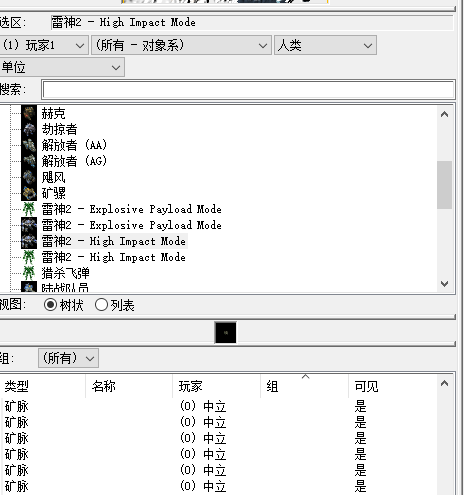 选区: 雷神2 - High Impact Mode
(1) 玩家1 (所有 - 对象系) 人类
单位
搜索:
赫克
劫掠者
解放者 (AA)
解放者 (AG)
飓风
矿骡
雷神2 - Explosive Payload Mode
雷神2 - Explosive Payload Mode
雷神2 - High Impact Mode
雷神2 - High Impact Mode
猎杀飞弹
陆战队员
视图: 树状 列表
组: (所有)
类型 名称 玩家 组 可见
矿脉 (0) 中立 是
矿脉 (0) 中立 是
矿脉 (0) 中立 是
矿脉 (0) 中立 是
矿脉 (0) 中立 是
矿脉 (0) 中立 是